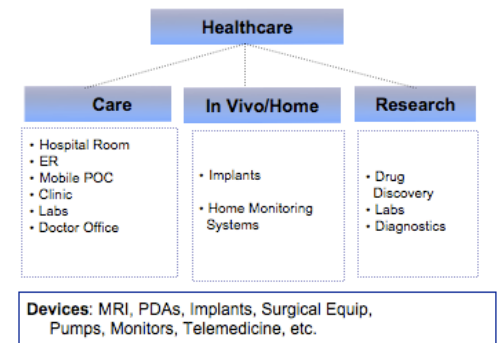 Healthcare
Care
In Vivo/Home
Research
• Hospital Room
• ER
• Mobile POC
• Clinic
• Labs
• Doctor Office
• Implants
• Home Monitoring
Systems
• Drug
Discovery
• Labs
• Diagnostics
Devices: MRI, PDAs, Implants, Surgical Equip,
Pumps, Monitors, Telemedicine, etc.